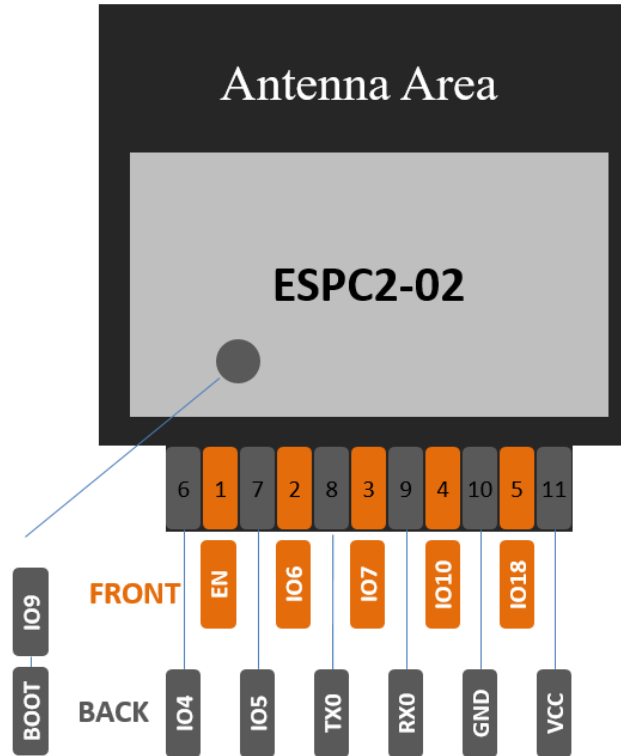 Antenna Area
ESPC2-02
6 1 7 2 8 3 9 4 10 5 11
FRONT EN IO6 IO7 IO10 IO18
IO9
BOOT
BACK IO4 IO5 TX0 RX0 GND VCC